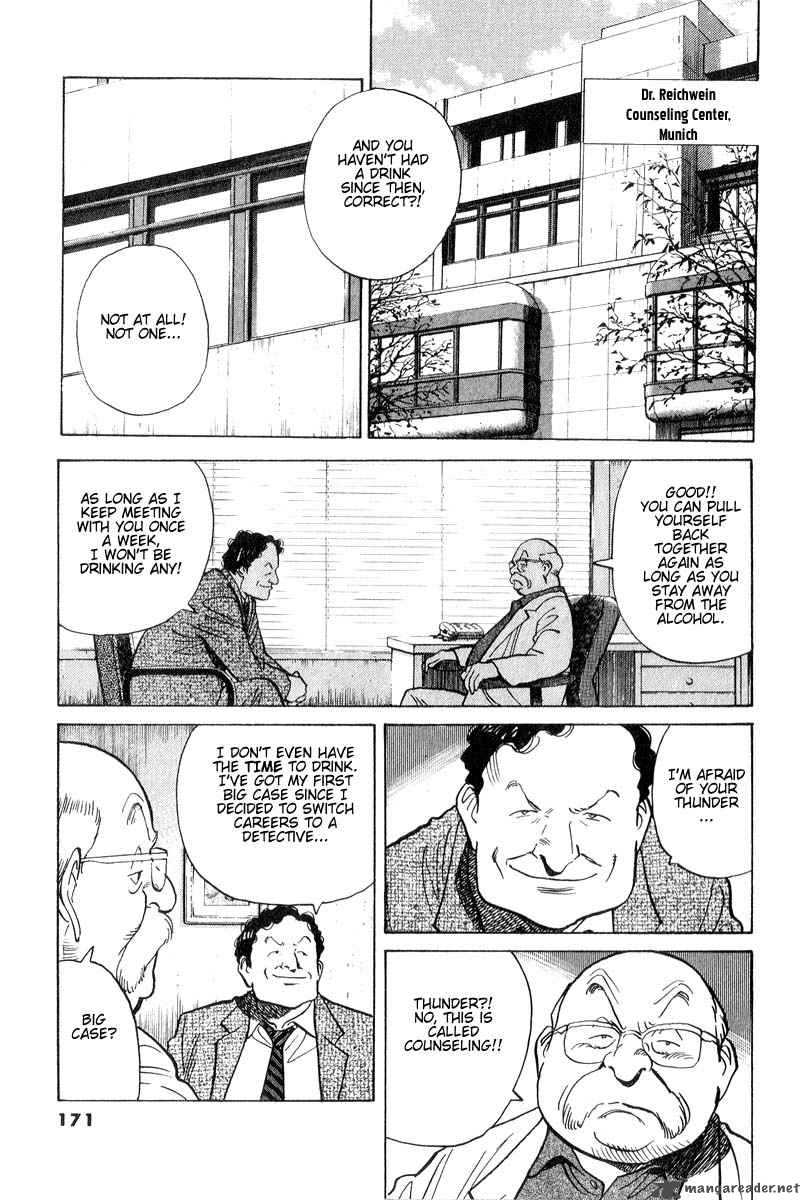 Dr. Reichwein
Counseling Center,
Munich
AND YOU
HAVEN'T HAD
A DRINK
SINCE THEN,
CORRECT?!
NOT AT ALL!
NOT ONE...
GOOD!!
YOU CAN PULL
YOURSELF
BACK
TOGETHER
AGAIN AS
LONG AS YOU
STAY AWAY
FROM THE
ALCOHOL.
AS LONG AS I
KEEP MEETING
WITH YOU ONCE
A WEEK,
I WON'T BE
DRINKING ANY!
I'M AFRAID
OF YOUR
THUNDER
...
THUNDER?!
NO, THIS IS
CALLED
COUNSELING!!
I DON'T EVEN HAVE
THE TIME TO DRINK.
I'VE GOT MY FIRST
BIG CASE SINCE I
DECIDED TO SWITCH
CAREERS TO A
DETECTIVE...
BIG
CASE?
171
mangareader.net